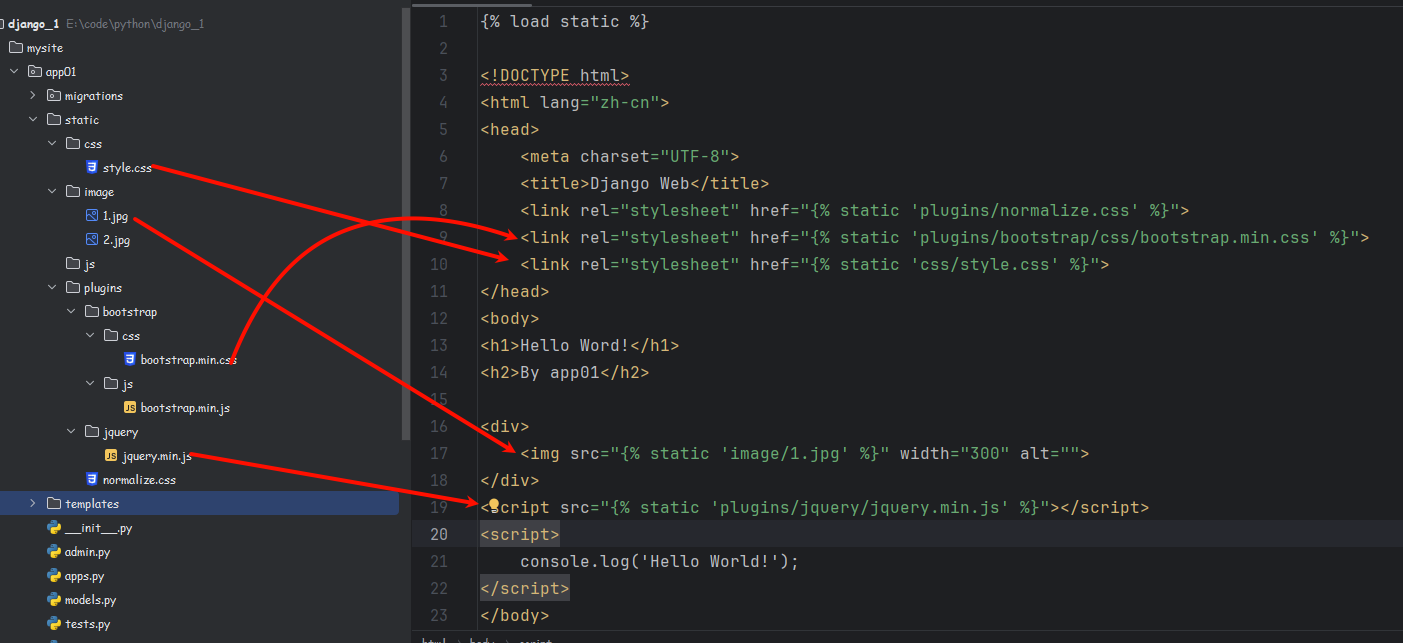 django_1 E:\code\python\django_1
mysite
app01
migrations
static
css
style.css
image
1.jpg
2.jpg
js
plugins
bootstrap
css
bootstrap.min.css
js
bootstrap.min.js
jquery
jquery.min.js
normalize.css
templates
__init__.py
admin.py
apps.py
models.py
tests.py
1 {% load static %}
2
3 <!DOCTYPE html>
4 <html lang="zh-cn">
5 <head>
6 <meta charset="UTF-8">
7 <title>Django Web</title>
8 <link rel="stylesheet" href="{% static 'plugins/normalize.css' %}">
9 <link rel="stylesheet" href="{% static 'plugins/bootstrap/css/bootstrap.min.css' %}">
10 <link rel="stylesheet" href="{% static 'css/style.css' %}">
11 </head>
12 <body>
13 <h1>Hello Word!</h1>
14 <h2>By app01</h2>
15
16 <div>
17 <img src="{% static 'image/1.jpg' %}" width="300" alt="">
18 </div>
19 <script src="{% static 'plugins/jquery/jquery.min.js' %}"></script>
20 <script>
21 console.log('Hello World!');
22 </script>
23 </body>